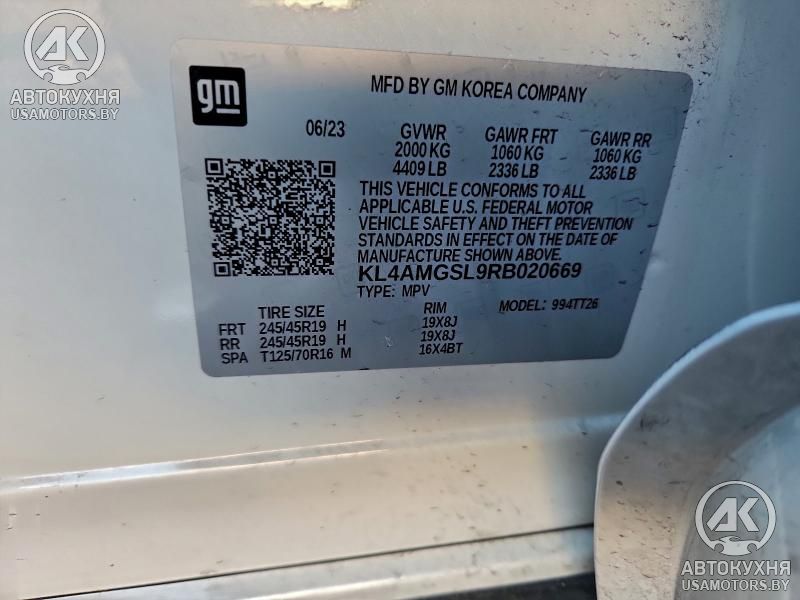 AK
АВТОКУХНЯ
USAMOTORS.BY
gm
MFD BY GM KOREA COMPANY
06/23 GVWR GAWR FRT GAWR RR
2000 KG 1060 KG 1060 KG
4409 LB 2336 LB 2336 LB
THIS VEHICLE CONFORMS TO ALL
APPLICABLE U.S. FEDERAL MOTOR
VEHICLE SAFETY AND THEFT PREVENTION
STANDARDS IN EFFECT ON THE DATE OF
MANUFACTURE SHOWN ABOVE.
KL4AMGSL9RB020669
TYPE: MPV MODEL: 994TT26
TIRE SIZE RIM
FRT 245/45R19 H 19X8J
RR 245/45R19 H 19X8J
SPA T125/70R16 M 16X4BT
AK
АВТОКУХНЯ
USAMOTORS.BY